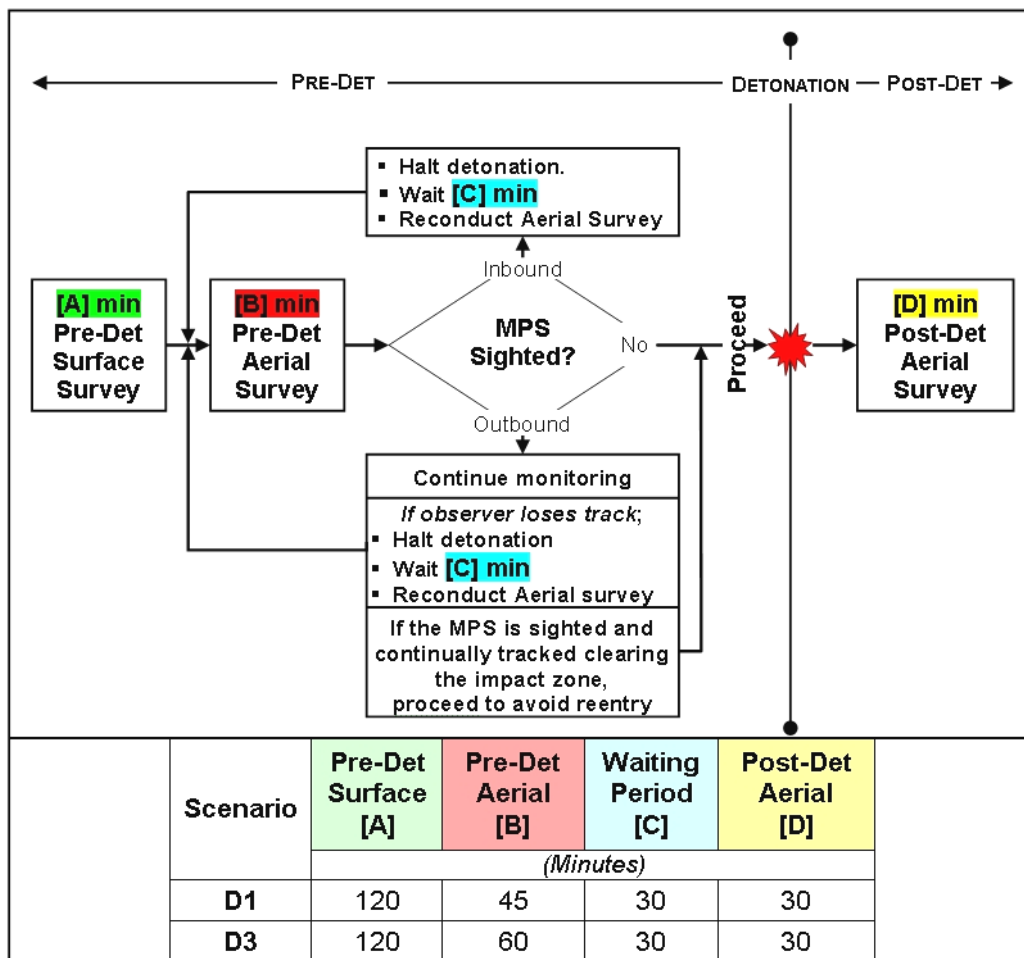 PRE-DET
DETONATION
POST-DET
▪ Halt detonation.
▪ Wait [C] min
▪ Reconduct Aerial Survey
Inbound
[A] min
Pre-Det
Surface
Survey
[B] min
Pre-Det
Aerial
Survey
MPS
Sighted?
No
Proceed
[D] min
Post-Det
Aerial
Survey
Outbound
Continue monitoring
If observer loses track;
▪ Halt detonation
▪ Wait [C] min
▪ Reconduct Aerial survey
If the MPS is sighted and
continually tracked clearing
the impact zone,
proceed to avoid reentry
Scenario
Pre-Det
Surface
[A]
Pre-Det
Aerial
[B]
Waiting
Period
[C]
Post-Det
Aerial
[D]
(Minutes)
D1 120 45 30 30
D3 120 60 30 30